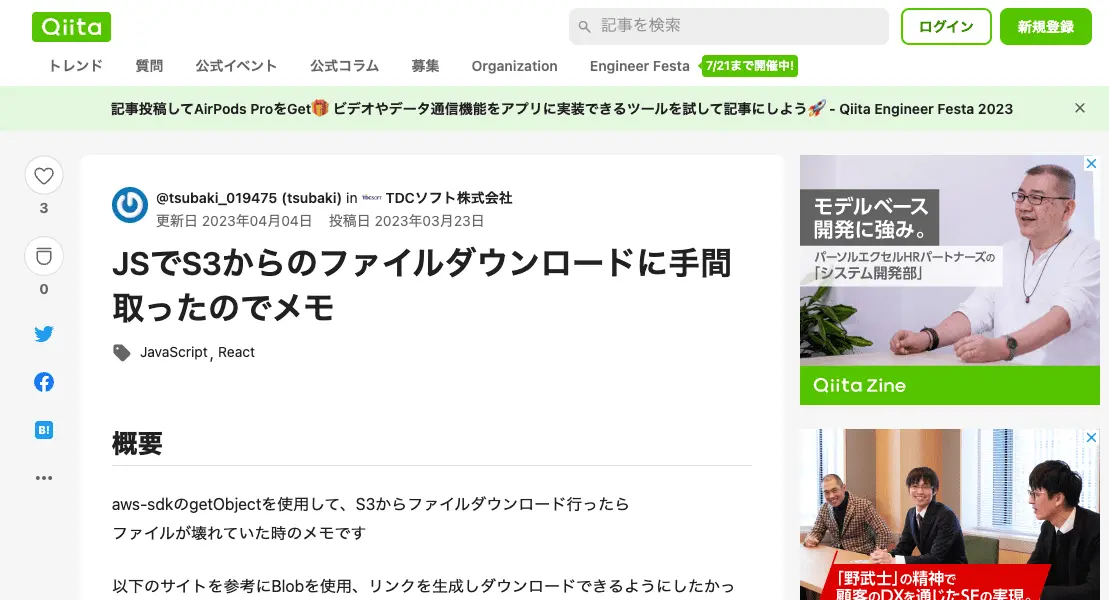 Qiita
記事を検索
ログイン
新規登録
トレンド 質問 公式イベント 公式コラム 募集 Organization Engineer Festa 7/21まで開催中!
記事投稿してAirPods ProをGet🎁 ビデオやデータ通信機能をアプリに実装できるツールを試して記事にしよう🚀 - Qiita Engineer Festa 2023
3
0
B!
@tsubaki_019475 (tsubaki) in TDCソフト株式会社
更新日 2023年04月04日 投稿日 2023年03月23日
JSでS3からのファイルダウンロードに手間
取ったのでメモ
JavaScript, React
概要
aws-sdkのgetObjectを使用して、S3からファイルダウンロード行ったら
ファイルが壊れていた時のメモです
以下のサイトを参考にBlobを使用、リンクを生成しダウンロードできるようにしたかっ
モデルベース
開発に強み。
パーソルエクセルHRパートナーズの
「システム開発部」
Qiita Zine
「野武士」の精神で
顧客のDXを通じたSEの実現。